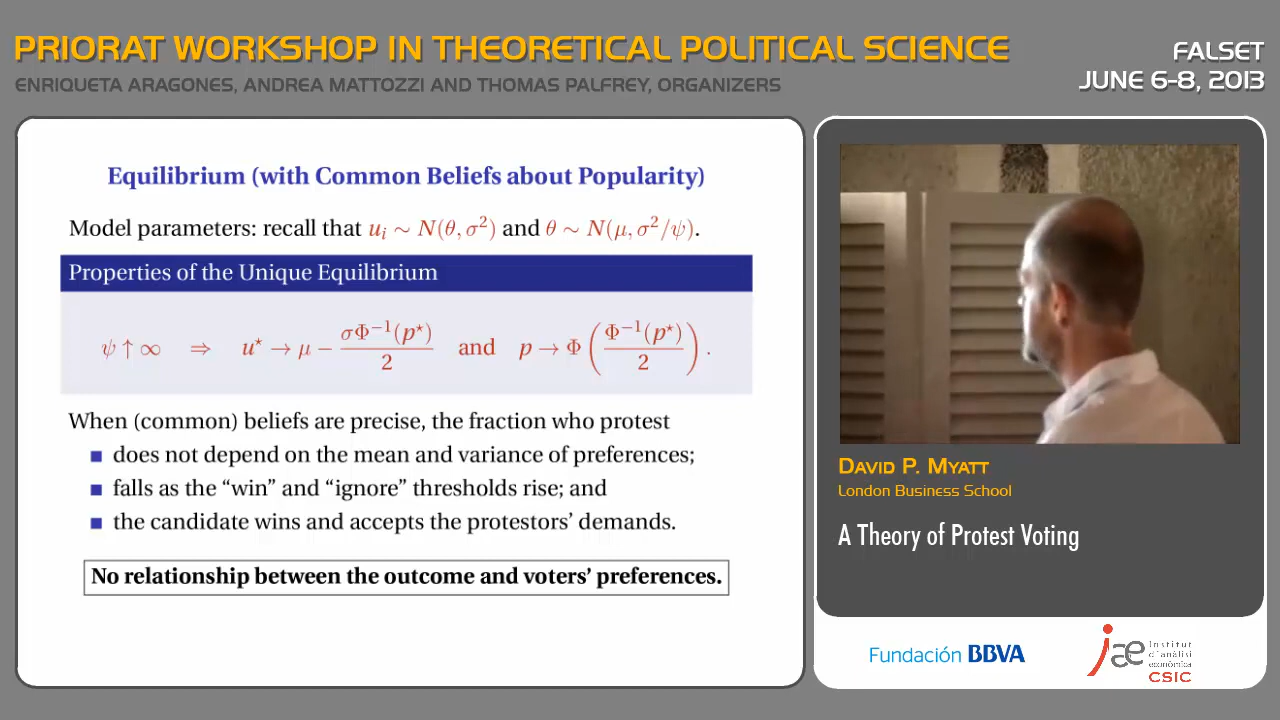 PRIORAT WORKSHOP IN THEORETICAL POLITICAL SCIENCE
ENRIQUETA ARAGONES, ANDREA MATTOZZI AND THOMAS PALFREY, ORGANIZERS
FALSET
JUNE 6-8, 2013
Equilibrium (with Common Beliefs about Popularity)
Model parameters: recall that u_i ∼ N(θ, σ²) and θ ∼ N(μ, σ²/ψ).
Properties of the Unique Equilibrium
ψ ↑ ∞ ⇒ u⋆ → μ − σΦ⁻¹(p⋆)/2 and p → Φ(Φ⁻¹(p⋆)/2).
When (common) beliefs are precise, the fraction who protest
■ does not depend on the mean and variance of preferences;
■ falls as the “win” and “ignore” thresholds rise; and
■ the candidate wins and accepts the protestors’ demands.
No relationship between the outcome and voters’ preferences.
DAVID P. MYATT
London Business School
A Theory of Protest Voting
Fundación BBVA
iae Institut
d'anàlisi
econòmica
CSIC